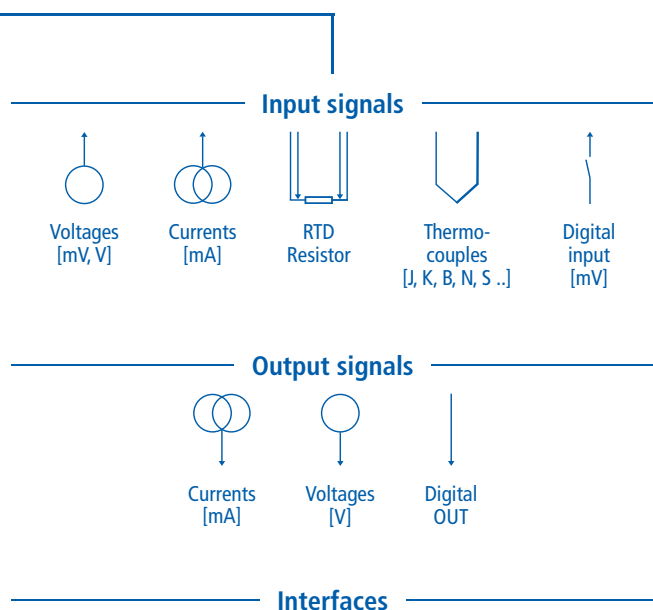 Input signals
Voltages
[mV, V]
Currents
[mA]
RTD
Resistor
Thermo-
couples
[J, K, B, N, S ..]
Digital
input
[mV]
Output signals
Currents
[mA]
Voltages
[V]
Digital
OUT
Interfaces